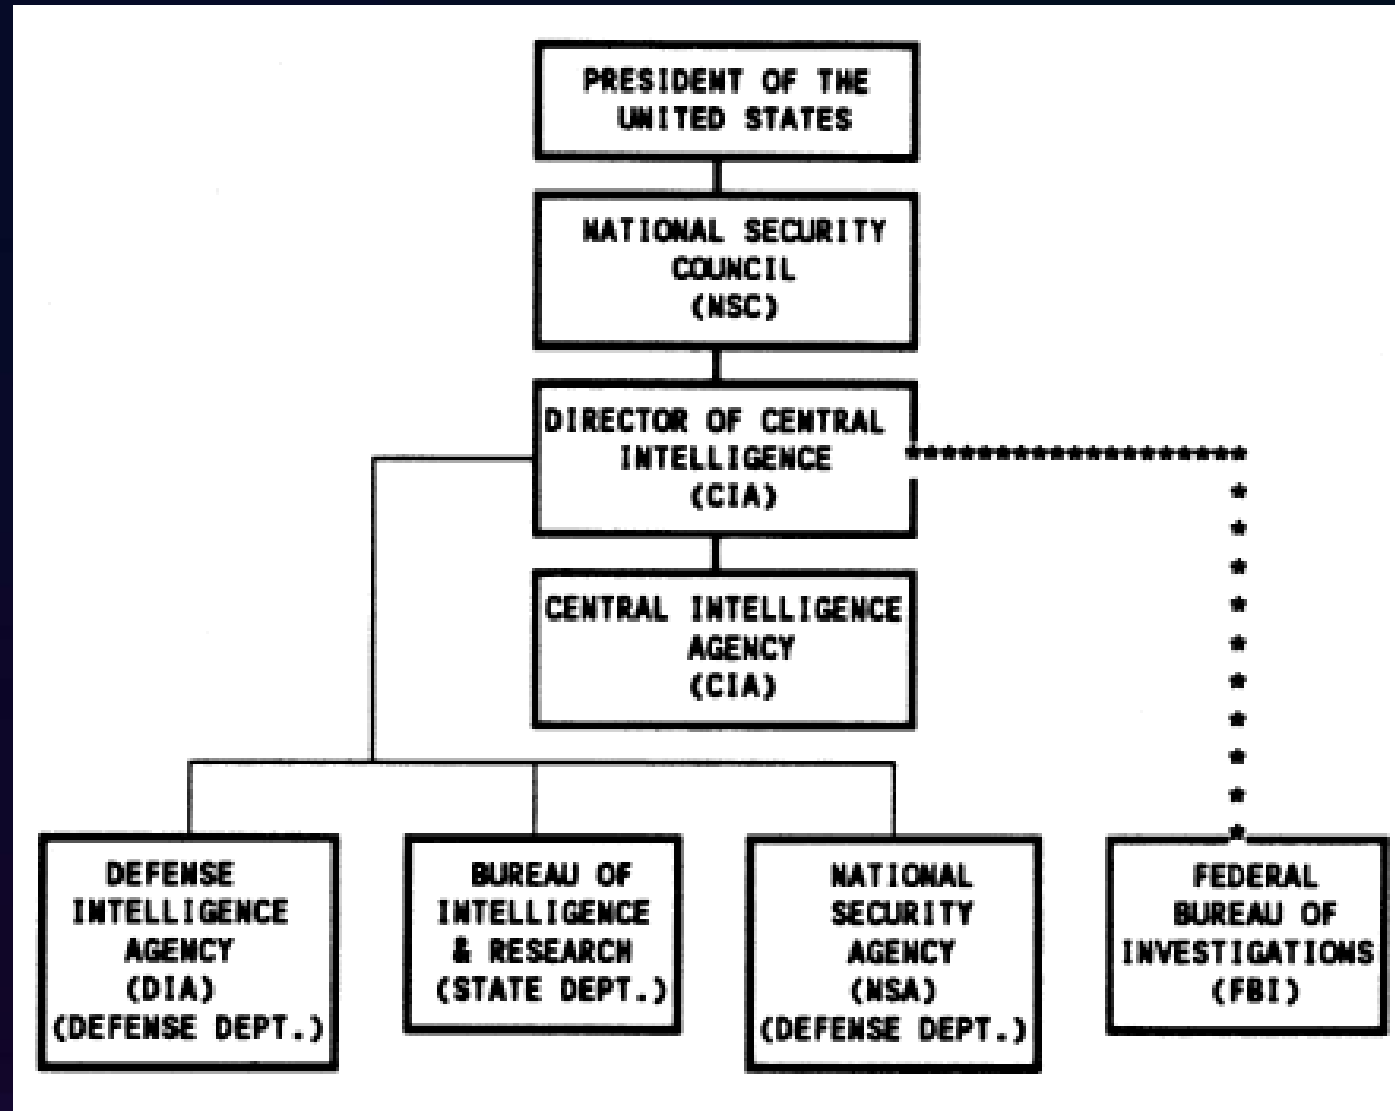 PRESIDENT OF THE
UNITED STATES
NATIONAL SECURITY
COUNCIL
(NSC)
DIRECTOR OF CENTRAL
INTELLIGENCE
(CIA)
CENTRAL INTELLIGENCE
AGENCY
(CIA)
DEFENSE
INTELLIGENCE
AGENCY
(DIA)
(DEFENSE DEPT.)
BUREAU OF
INTELLIGENCE
& RESEARCH
(STATE DEPT.)
NATIONAL
SECURITY
AGENCY
(NSA)
(DEFENSE DEPT.)
FEDERAL
BUREAU OF
INVESTIGATIONS
(FBI)